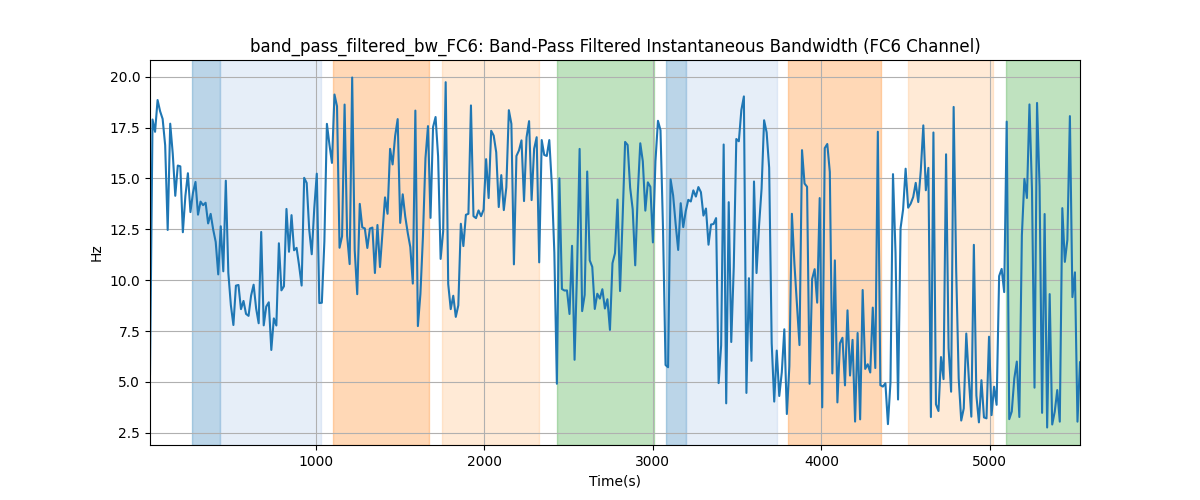 band_pass_filtered_bw_FC6: Band-Pass Filtered Instantaneous Bandwidth (FC6 Channel)
20.0
17.5
15.0
12.5
10.0
7.5
5.0
2.5
Hz
1000 2000 3000 4000 5000
Time(s)